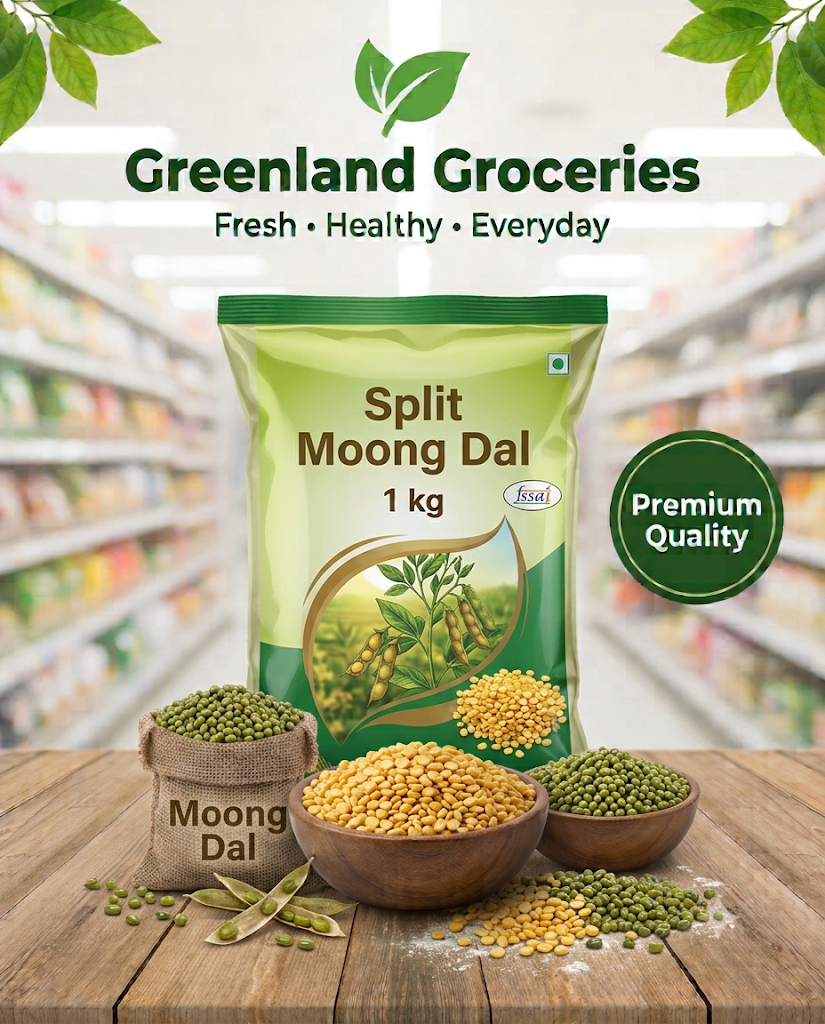 Greenland Groceries
Fresh • Healthy • Everyday
Split
Moong Dal
1 kg
fssai
Premium
Quality
Moong
Dal